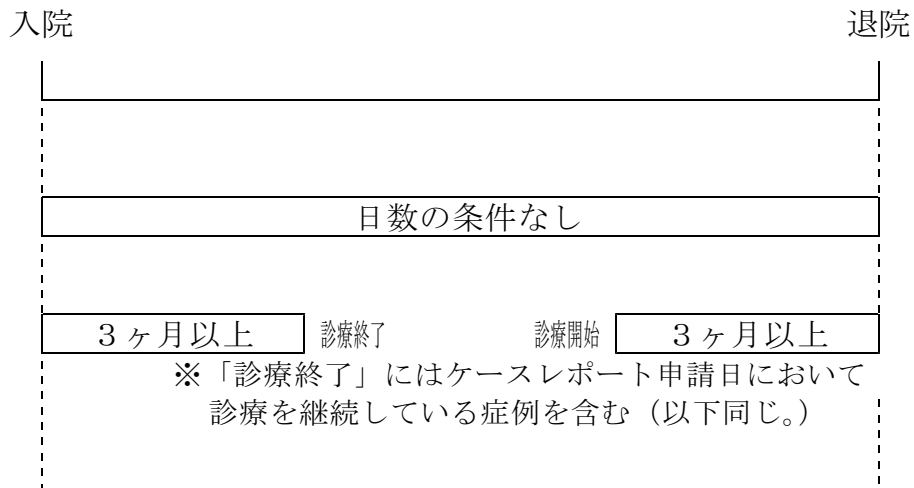 入院 退院
日数の条件なし
3ヶ月以上 診療終了 診療開始 3ヶ月以上
※「診療終了」にはケースレポート申請日において
診療を継続している症例を含む（以下同じ。）